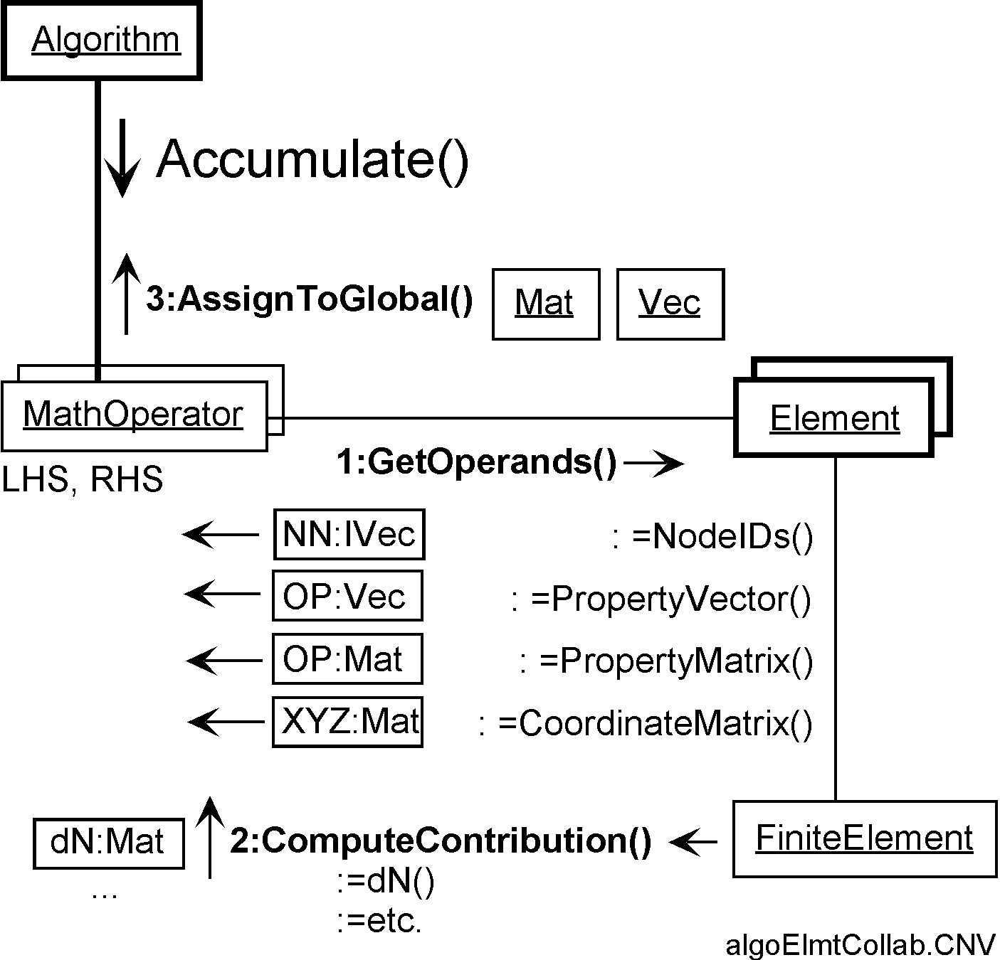 Algorithm
Accumulate()
3:AssignToGlobal() Mat Vec
MathOperator Element
1:GetOperands()
LHS, RHS
NN:IVec : =NodeIDs()
OP:Vec : =PropertyVector()
OP:Mat : =PropertyMatrix()
XYZ:Mat : =CoordinateMatrix()
dN:Mat 2:ComputeContribution() FiniteElement
... :=dN()
:=etc.
algoElmtCollab.CNV